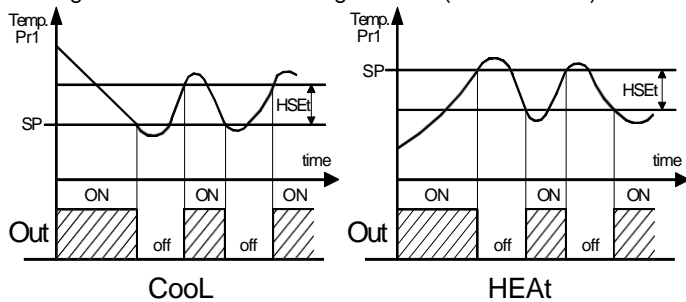 Temp.
Pr1
HSEt
SP
time
ON
ON
ON
Out
off
off
CooL
Temp.
Pr1
SP
HSEt
time
ON
ON
ON
Out
off
off
HEAt